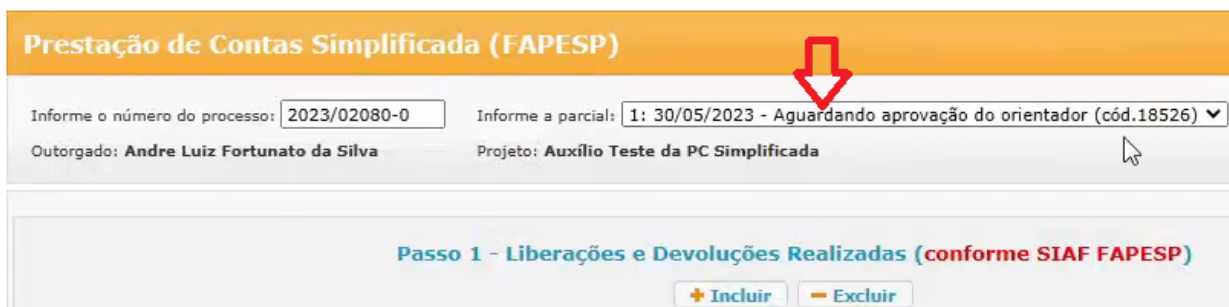 Prestação de Contas Simplificada (FAPESP)
Informe o número do processo: 2023/02080-0 Informe a parcial: 1: 30/05/2023 - Aguardando aprovação do orientador (cód.18526)
Outorgado: Andre Luiz Fortunato da Silva Projeto: Auxílio Teste da PC Simplificada
Passo 1 - Liberações e Devoluções Realizadas (conforme SIAF FAPESP)
Incluir Excluir